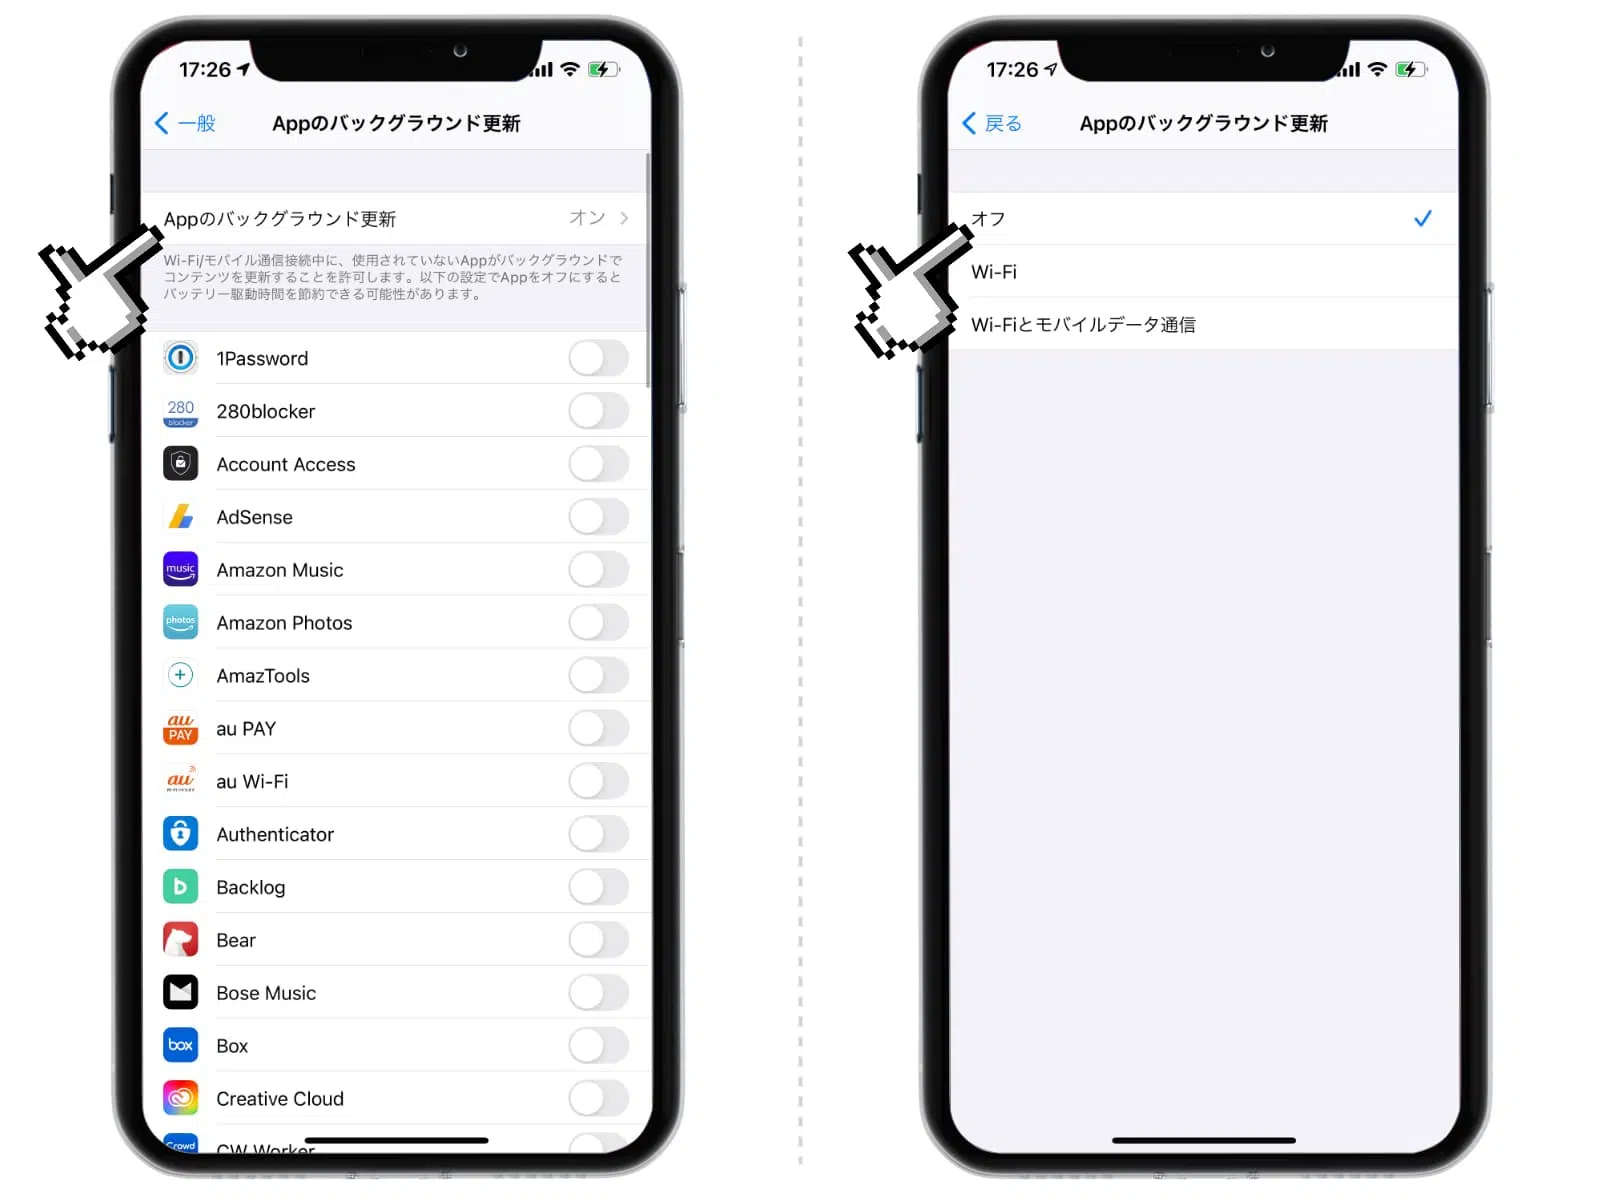 17:26
一般
Appのバックグラウンド更新
Appのバックグラウンド更新
オン
Wi-Fi/モバイル通信接続中に、使用されていないAppがバックグラウンドで
コンテンツを更新することを許可します。以下の設定でAppをオフにすると
バッテリー駆動時間を節約できる可能性があります。
1Password
280
blocker
280blocker
Account Access
AdSense
music
Amazon Music
photos
Amazon Photos
AmazTools
au
PAY
au PAY
au
au Wi-Fi
Authenticator
b
Backlog
Bear
Bose Music
box
Box
Creative Cloud
Crowd
CW Worker
17:26
戻る
Appのバックグラウンド更新
オフ
Wi-Fi
Wi-Fiとモバイルデータ通信